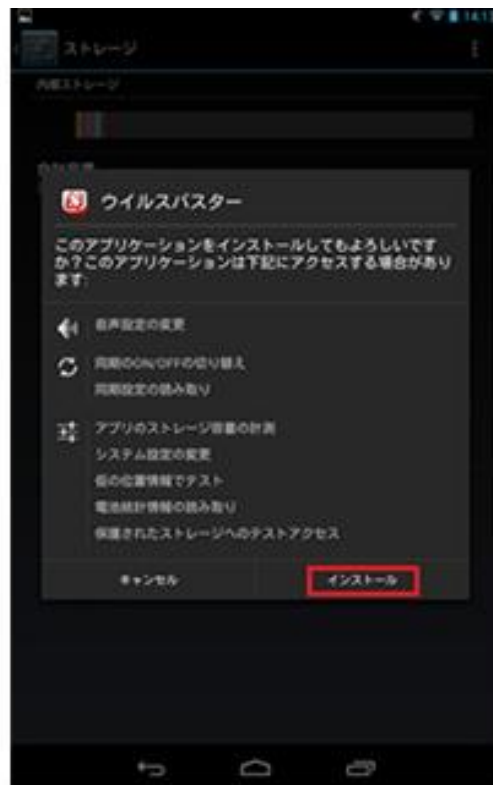 14:13
ストレージ
内部ストレージ
ウイルスバスター
このアプリケーションをインストールしてもよろしいです
か？このアプリケーションは下記にアクセスする場合があり
ます:
音声設定の変更
同期のON/OFFの切り替え
同期設定の読み取り
アプリのストレージ容量の計測
システム設定の変更
仮の位置情報でテスト
電池統計情報の読み取り
保護されたストレージへのテストアクセス
キャンセル
インストール